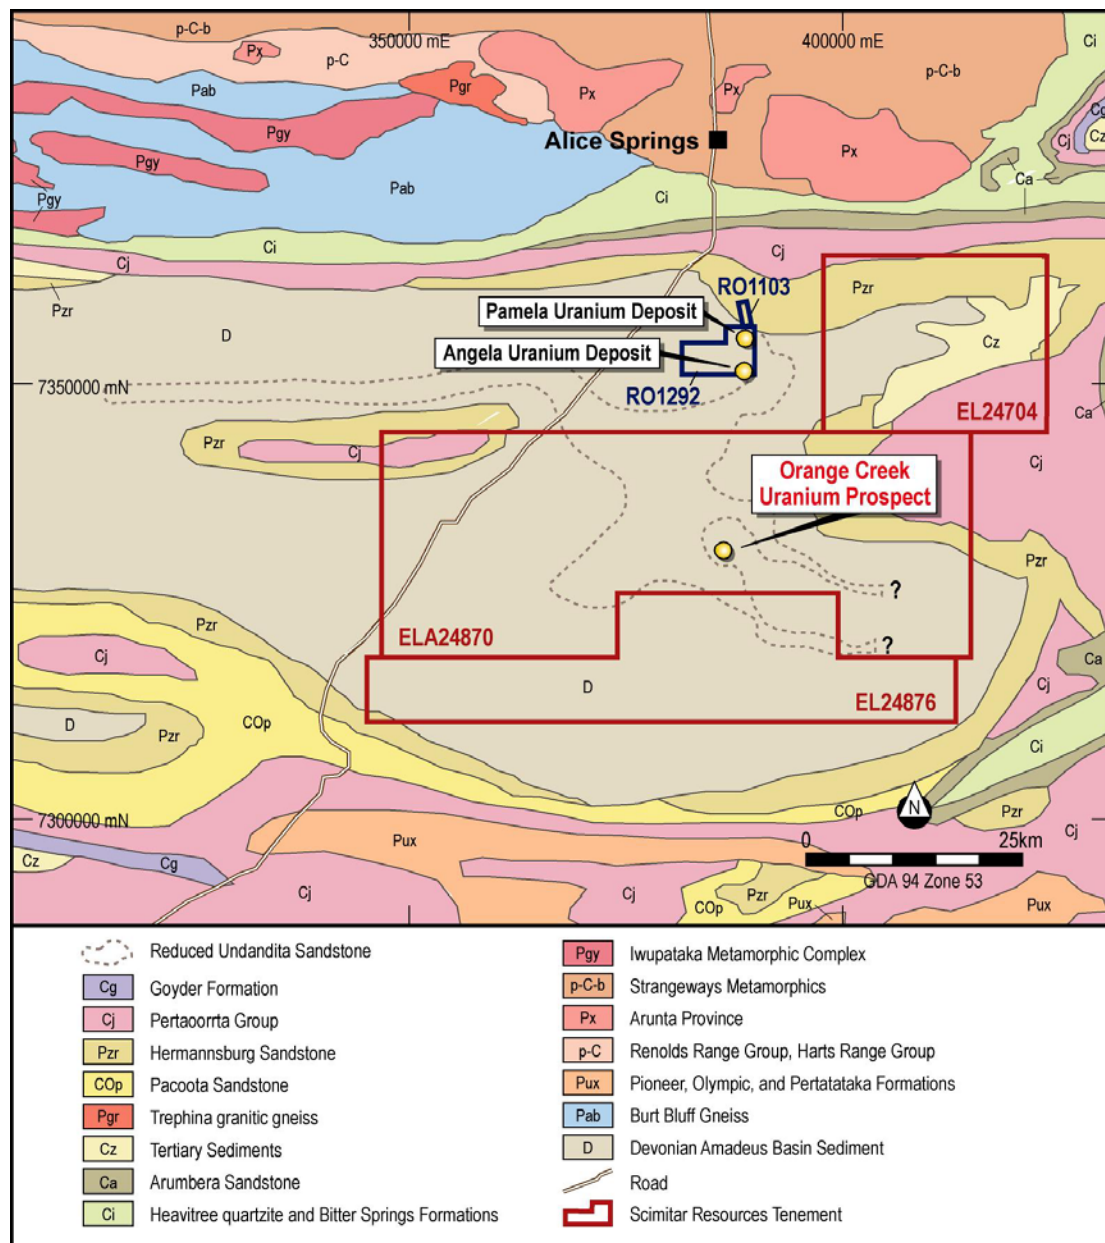 p-C-b
350000 mE
400000 mE
Ci
Px
p-C
p-C-b
Pab
Pgr
Px
Px
Cg
Pgy
Alice Springs
Cj
Cz
Pgy
Px
Pab
Ca
Pgy
Ci
Ci
Cj
Cj
Pzr
RO1103
Pzr
D
Pamela Uranium Deposit
Cz
Angela Uranium Deposit
7350000 mN
RO1292
EL24704
Ca
Pzr
Cj
Cj
Orange Creek
Uranium Prospect
Pzr
?
Pzr
ELA24870
?
Cj
Ca
D
Cj
EL24876
COp
D
Pzr
Ci
N
7300000 mN
COp
Pzr
0
25km
Cj
Pux
Cz
Cg
GDA 94 Zone 53
Cj
Cj
Pzr
COp
Pux
Pux
Reduced Undandita Sandstone
Cg Goyder Formation
Cj Pertaoorrta Group
Pzr Hermannsburg Sandstone
COp Pacoota Sandstone
Pgr Trephina granitic gneiss
Cz Tertiary Sediments
Ca Arumbera Sandstone
Ci Heavitree quartzite and Bitter Springs Formations
Pgy Iwupataka Metamorphic Complex
p-C-b Strangeways Metamorphics
Px Arunta Province
p-C Renolds Range Group, Harts Range Group
Pux Pioneer, Olympic, and Pertatataka Formations
Pab Burt Bluff Gneiss
D Devonian Amadeus Basin Sediment
Road
Scimitar Resources Tenement